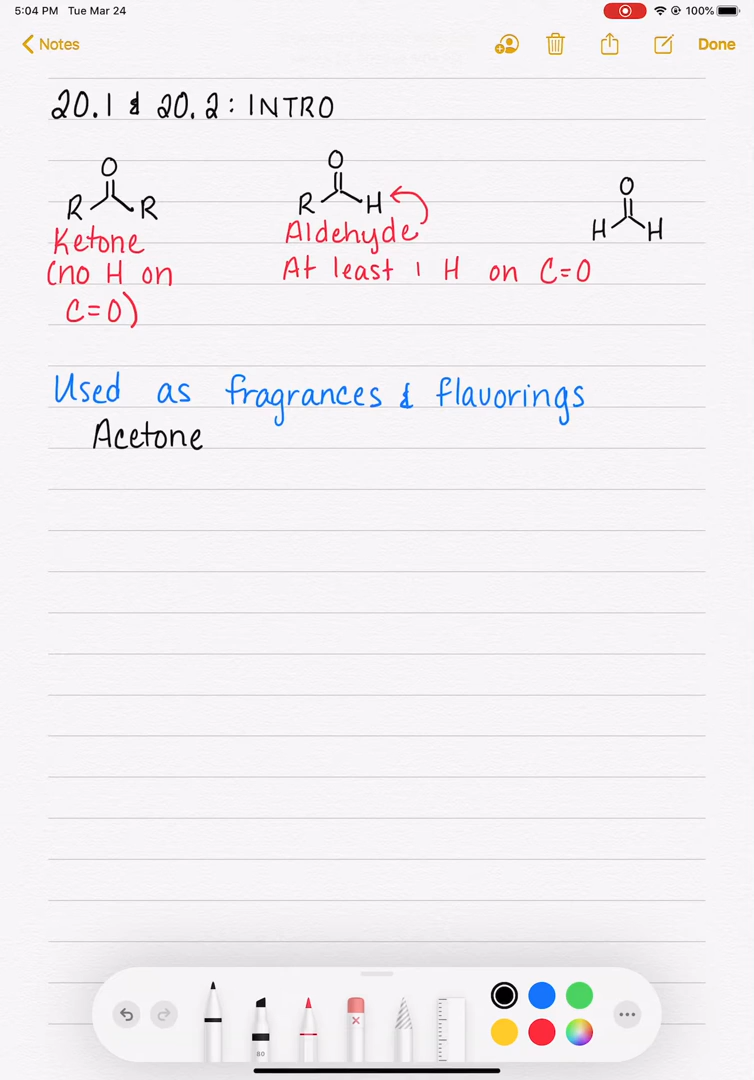 5:04 PM Tue Mar 24 100%
Notes Done
20.1 & 20.2: INTRO
O O O
R R R H H H
Ketone Aldehyde
(no H on At least 1 H on C=O
C=O)
Used as fragrances & flavorings
Acetone
80